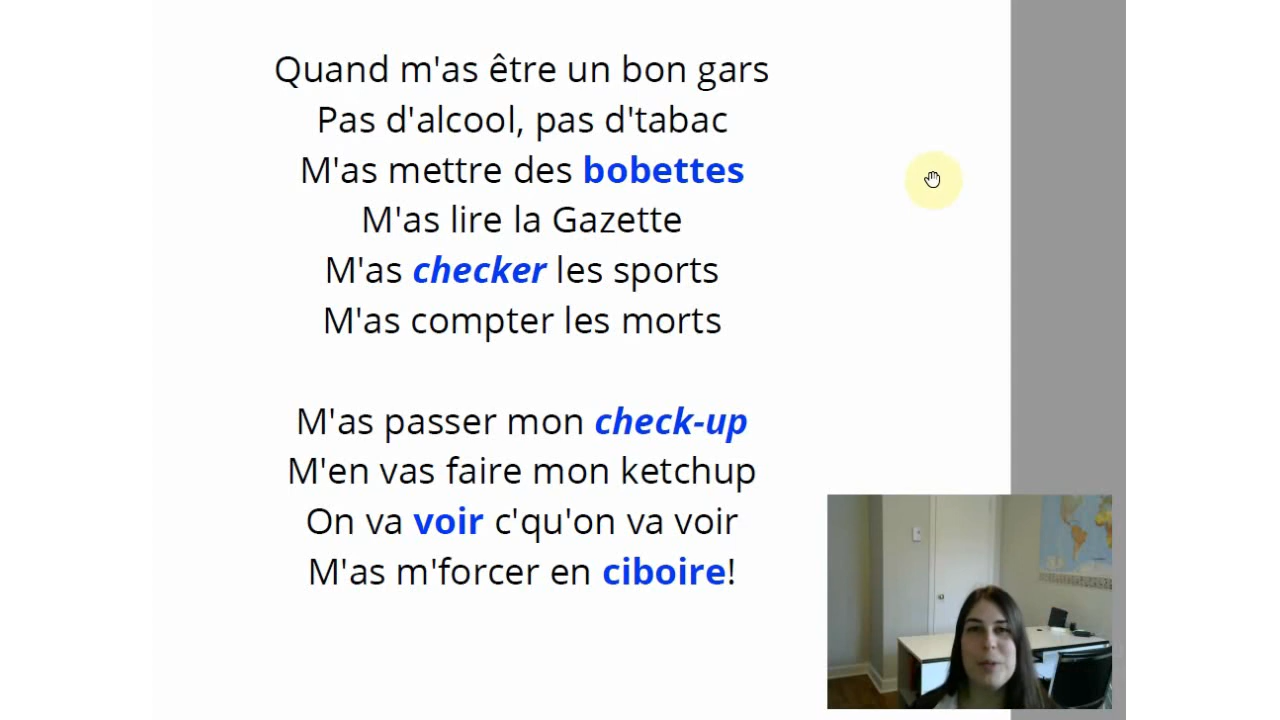 Quand m'as être un bon gars
Pas d'alcool, pas d'tabac
M'as mettre des bobettes
M'as lire la Gazette
M'as checker les sports
M'as compter les morts
M'as passer mon check-up
M'en vas faire mon ketchup
On va voir c'qu'on va voir
M'as m'forcer en ciboire!